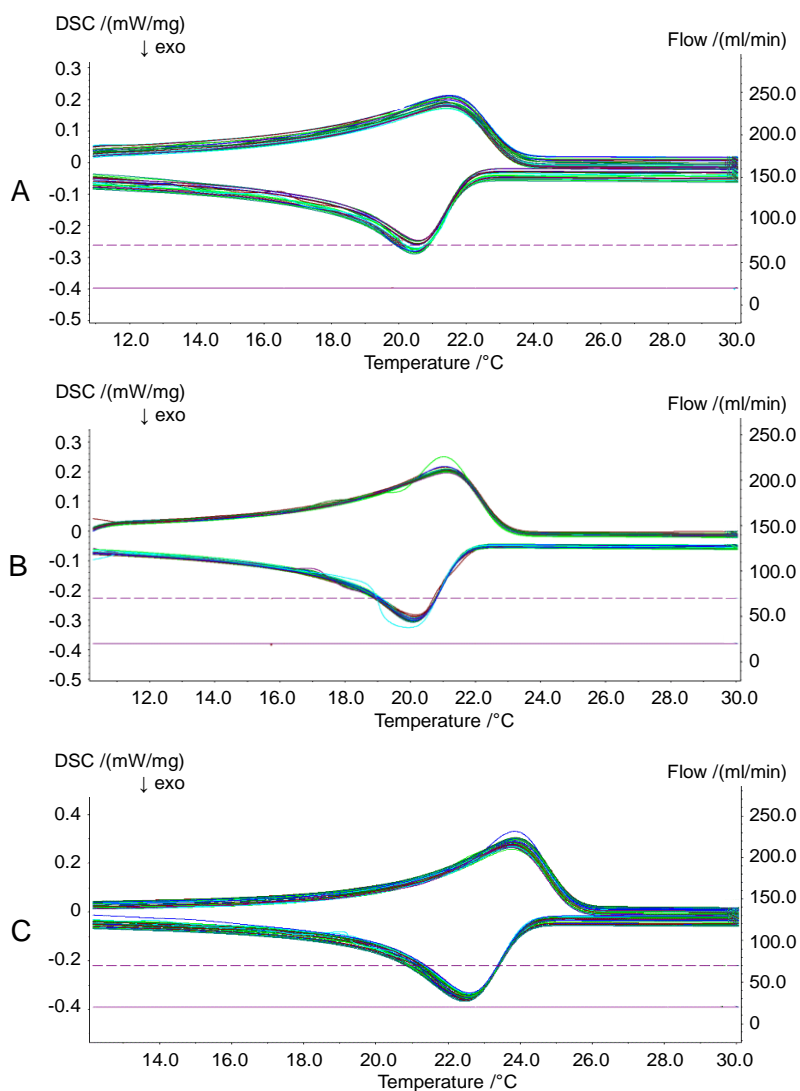 DSC /(mW/mg)
↓ exo
Flow /(ml/min)
0.3
0.2
0.1
0
-0.1
-0.2
-0.3
-0.4
-0.5
250.0
200.0
150.0
100.0
50.0
0
A
12.0 14.0 16.0 18.0 20.0 22.0 24.0 26.0 28.0 30.0
Temperature /°C
DSC /(mW/mg)
↓ exo
Flow /(ml/min)
0.3
0.2
0.1
0
-0.1
-0.2
-0.3
-0.4
-0.5
250.0
200.0
150.0
100.0
50.0
0
B
12.0 14.0 16.0 18.0 20.0 22.0 24.0 26.0 28.0 30.0
Temperature /°C
DSC /(mW/mg)
↓ exo
Flow /(ml/min)
0.4
0.2
0
-0.2
-0.4
250.0
200.0
150.0
100.0
50.0
0
C
14.0 16.0 18.0 20.0 22.0 24.0 26.0 28.0 30.0
Temperature /°C